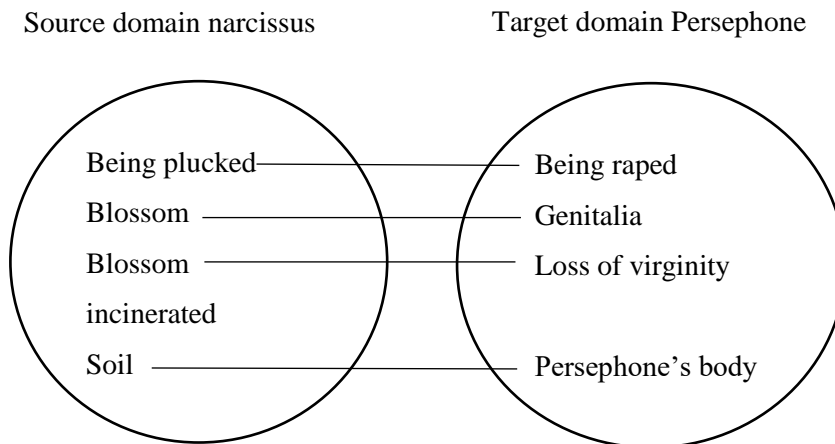 Source domain narcissus
Target domain Persephone
Being plucked
Being raped
Blossom
Genitalia
Blossom
Loss of virginity
incinerated
Soil
Persephone’s body